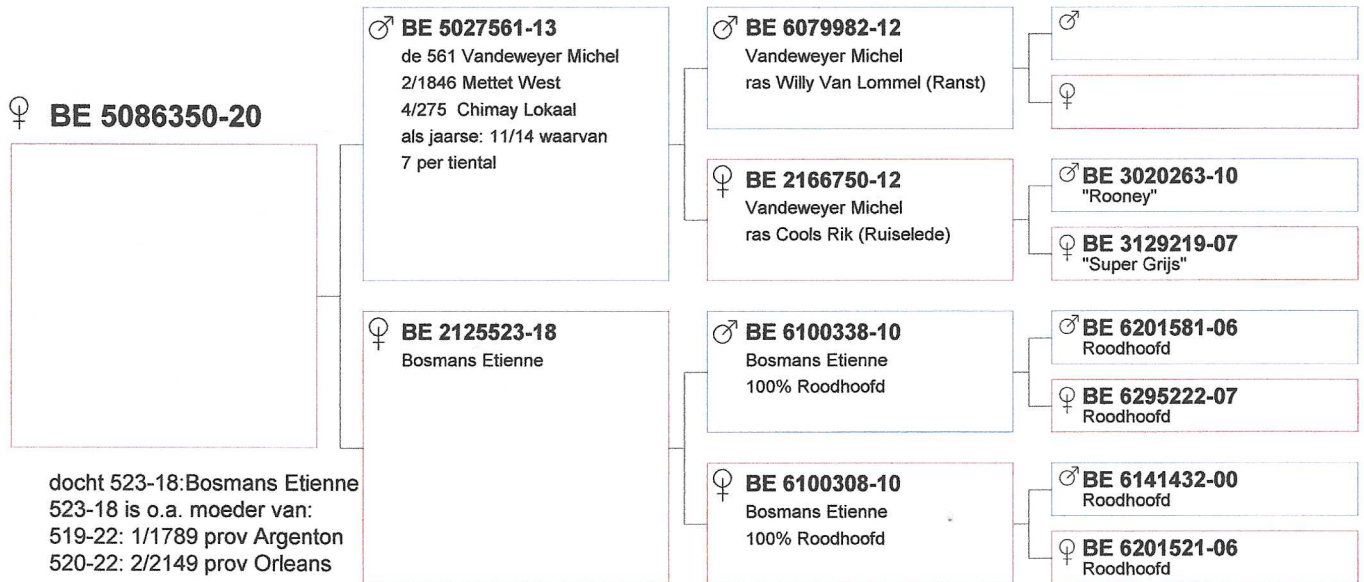 BE 5086350-20
docht 523-18:Bosmans Etienne
523-18 is o.a. moeder van:
519-22: 1/1789 prov Argenton
520-22: 2/2149 prov Orleans
BE 5027561-13
de 561 Vandeweyer Michel
2/1846 Mettet West
4/275 Chimay Lokaal
als jaarse: 11/14 waarvan
7 per tiental
BE 2125523-18
Bosmans Etienne
BE 6079982-12
Vandeweyer Michel
ras Willy Van Lommel (Ranst)
BE 2166750-12
Vandeweyer Michel
ras Cools Rik (Ruiselede)
BE 6100338-10
Bosmans Etienne
100% Roodhoofd
BE 6100308-10
Bosmans Etienne
100% Roodhoofd
BE 3020263-10
"Rooney"
BE 3129219-07
"Super Grijs"
BE 6201581-06
Roodhoofd
BE 6295222-07
Roodhoofd
BE 6141432-00
Roodhoofd
BE 6201521-06
Roodhoofd